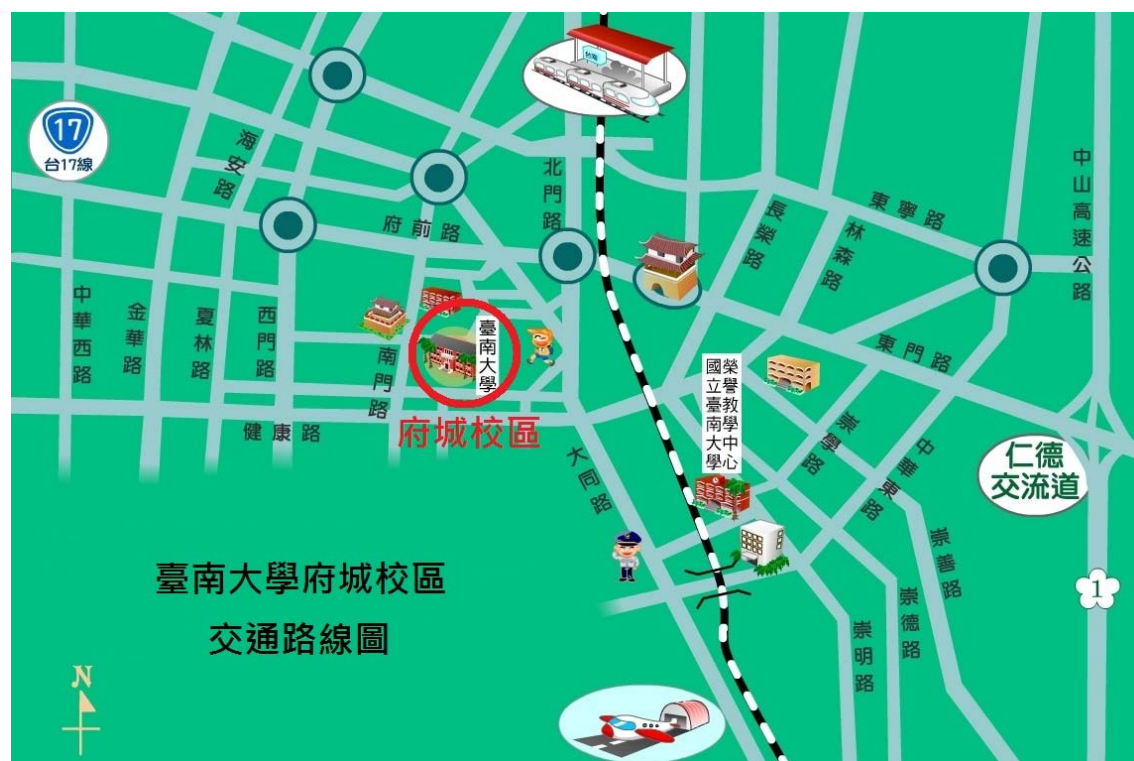 台南
17
台17線
海安路
北門路
府前路
長榮路
林森路
東寧路
中山高速公路
中華西路
金華路
夏林路
西門路
南門路
臺南大學
府城校區
健康路
東門路
國立臺南大學
榮譽教學中心
崇學路
中華東路
仁德
交流道
大同路
崇善路
崇德路
崇明路
1
臺南大學府城校區
交通路線圖
N